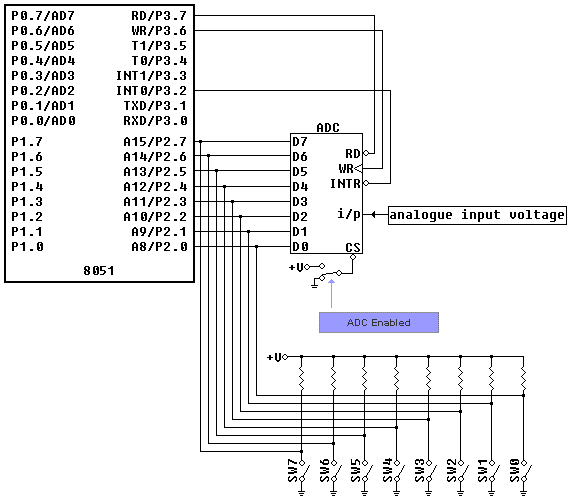 P0.7/AD7 RD/P3.7
P0.6/AD6 WR/P3.6
P0.5/AD5 T1/P3.5
P0.4/AD4 T0/P3.4
P0.3/AD3 INT1/P3.3
P0.2/AD2 INT0/P3.2
P0.1/AD1 TXD/P3.1
P0.0/AD0 RXD/P3.0
P1.7 A15/P2.7
P1.6 A14/P2.6
P1.5 A13/P2.5
P1.4 A12/P2.4
P1.3 A11/P2.3
P1.2 A10/P2.2
P1.1 A9/P2.1
P1.0 A8/P2.0
8051
ADC
D7
D6
D5
D4
D3
D2
D1
D0
RD
WR
INTR
i/p
CS
analogue input voltage
+V
ADC Enabled
+V
SW7
SW6
SW5
SW4
SW3
SW2
SW1
SW0